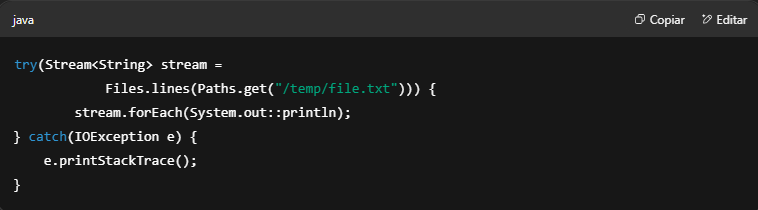 java Copiar Editar
try(Stream<String> stream =
Files.lines(Paths.get("/temp/file.txt"))) {
stream.forEach(System.out::println);
} catch(IOException e) {
e.printStackTrace();
}